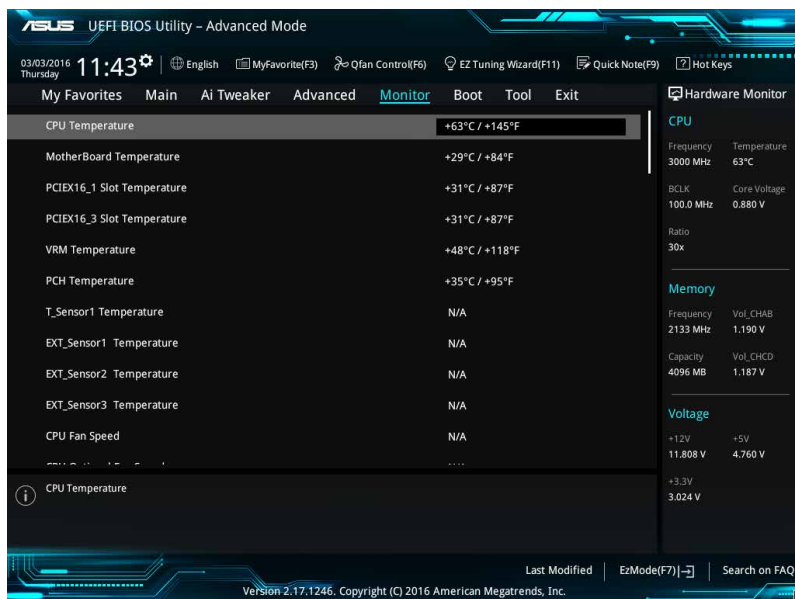 ASUS UEFI BIOS Utility – Advanced Mode
03/03/2016 Thursday 11:43 English MyFavorite(F3) Qfan Control(F6) EZ Tuning Wizard(F11) Quick Note(F9) ? Hot Keys
My Favorites Main Ai Tweaker Advanced Monitor Boot Tool Exit
CPU Temperature +63°C / +145°F
MotherBoard Temperature +29°C / +84°F
PCIEX16_1 Slot Temperature +31°C / +87°F
PCIEX16_3 Slot Temperature +31°C / +87°F
VRM Temperature +48°C / +118°F
PCH Temperature +35°C / +95°F
T_Sensor1 Temperature N/A
EXT_Sensor1 Temperature N/A
EXT_Sensor2 Temperature N/A
EXT_Sensor3 Temperature N/A
CPU Fan Speed N/A
i CPU Temperature
Hardware Monitor
CPU
Frequency Temperature
3000 MHz 63°C
BCLK Core Voltage
100.0 MHz 0.880 V
Ratio
30x
Memory
Frequency Vol_CHAB
2133 MHz 1.190 V
Capacity Vol_CHCD
4096 MB 1.187 V
Voltage
+12V +5V
11.808 V 4.760 V
+3.3V
3.024 V
Last Modified EzMode(F7) Search on FAQ
Version 2.17.1246. Copyright (C) 2016 American Megatrends, Inc.